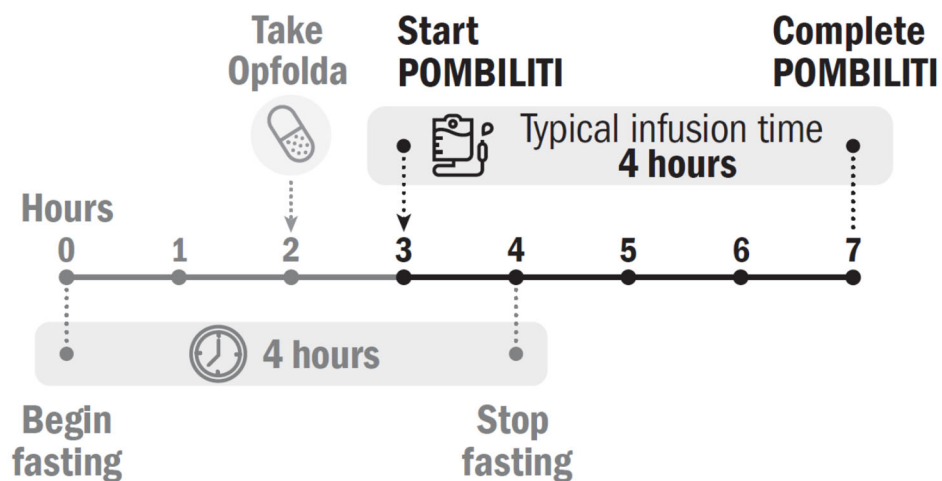 Take
Opfolda
Start
POMBILITI
Complete
POMBILITI
Typical infusion time
4 hours
Hours
0 1 2 3 4 5 6 7
4 hours
Begin
fasting
Stop
fasting